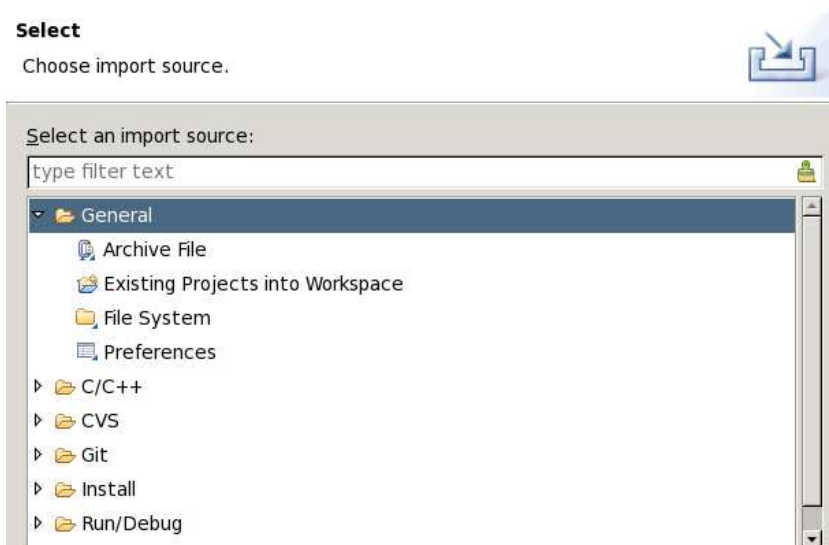 Select
Choose import source.
Select an import source:
type filter text
General
Archive File
Existing Projects into Workspace
File System
Preferences
C/C++
CVS
Git
Install
Run/Debug